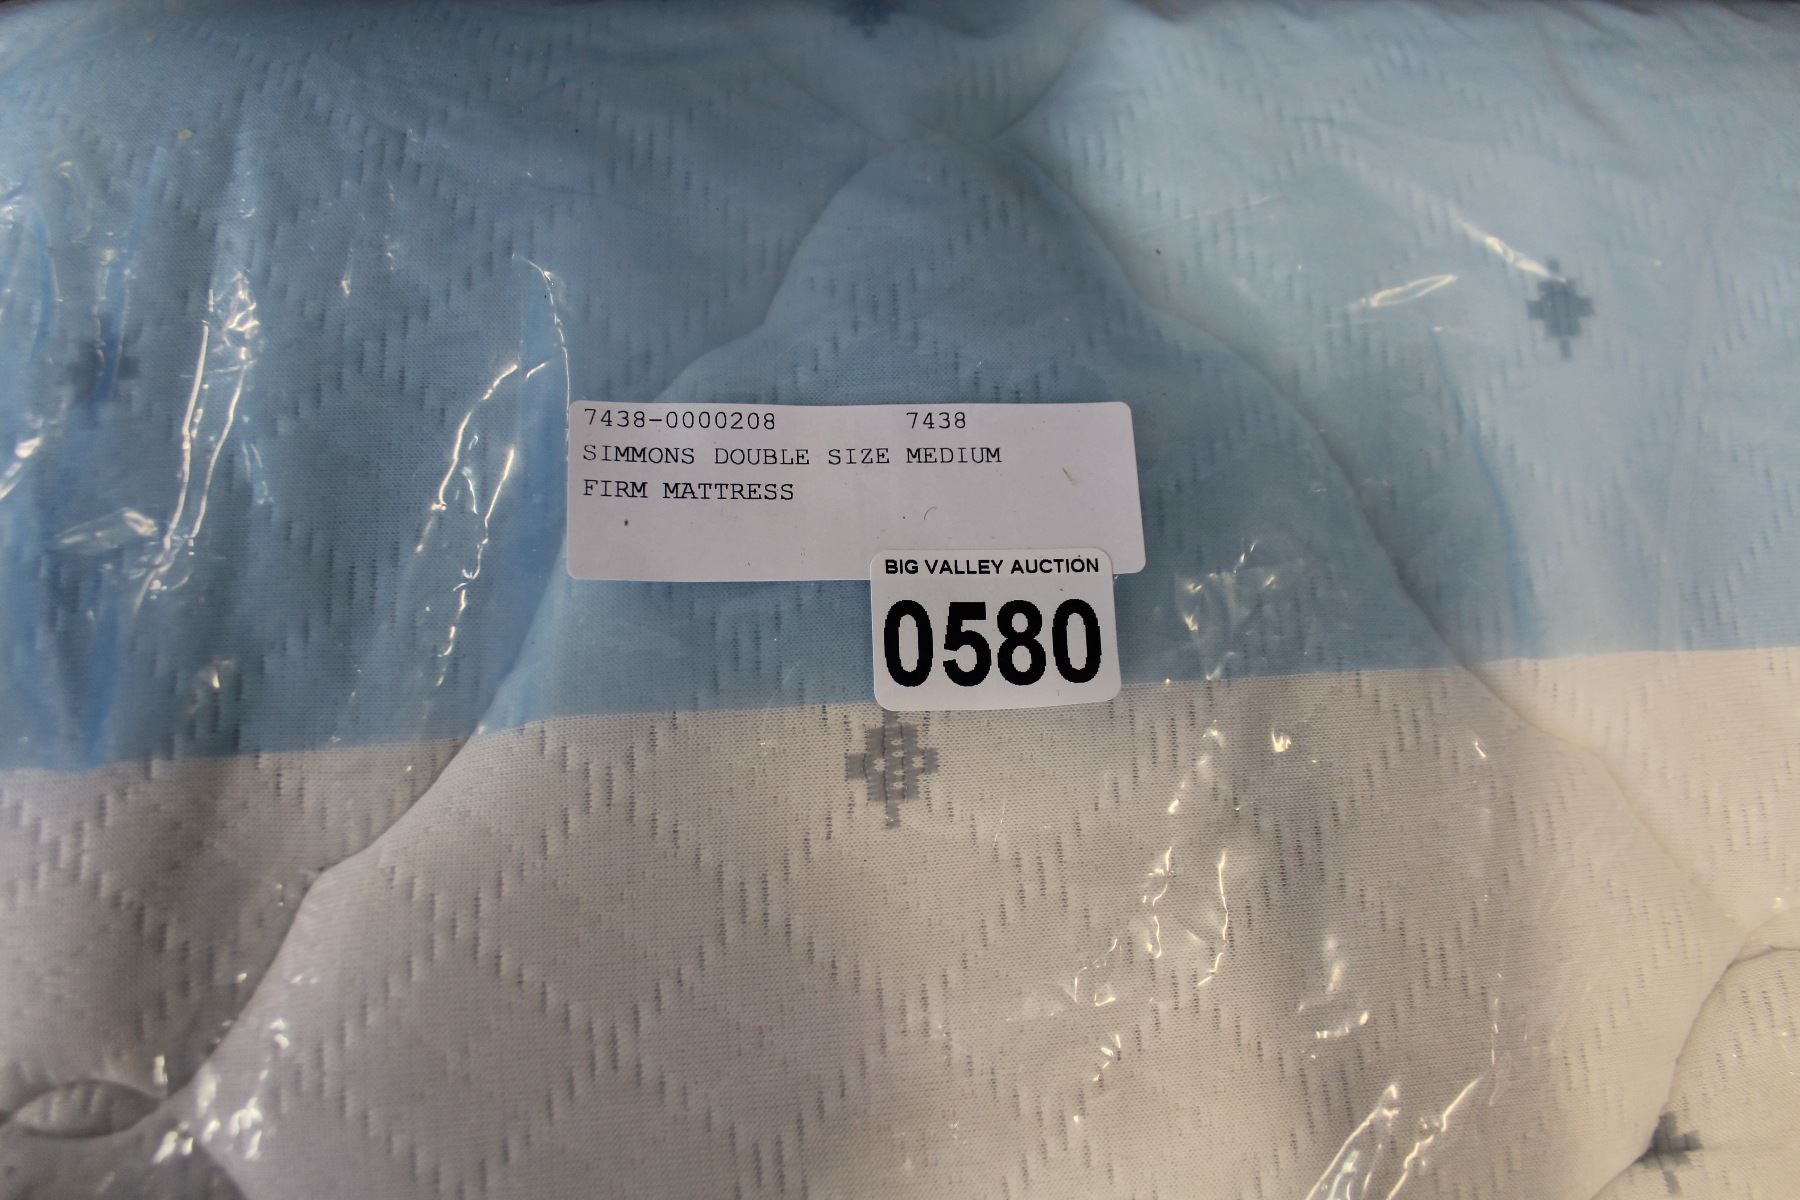 7438-0000208 7438
SIMMONS DOUBLE SIZE MEDIUM
FIRM MATTRESS
BIG VALLEY AUCTION
0580